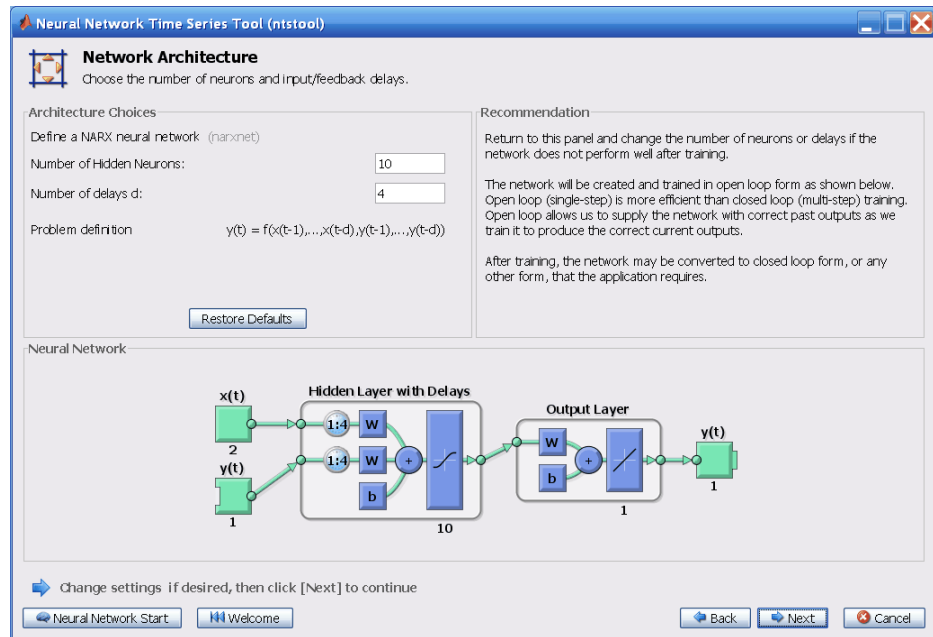 Neural Network Time Series Tool (ntstool)
Network Architecture
Choose the number of neurons and input/feedback delays.
Architecture Choices
Define a NARX neural network (narxnet)
Number of Hidden Neurons: 10
Number of delays d: 4
Problem definition y(t) = f(x(t-1),...,x(t-d),y(t-1),...,y(t-d))
Restore Defaults
Recommendation
Return to this panel and change the number of neurons or delays if the
network does not perform well after training.
The network will be created and trained in open loop form as shown below.
Open loop (single-step) is more efficient than closed loop (multi-step) training.
Open loop allows us to supply the network with correct past outputs as we
train it to produce the correct current outputs.
After training, the network may be converted to closed loop form, or any
other form, that the application requires.
Neural Network
x(t)
2
y(t)
1
Hidden Layer with Delays
1:4 W
1:4 W
+
b
10
Output Layer
W
+
b
1
y(t)
1
Change settings if desired, then click [Next] to continue
Neural Network Start
Welcome
Back
Next
Cancel